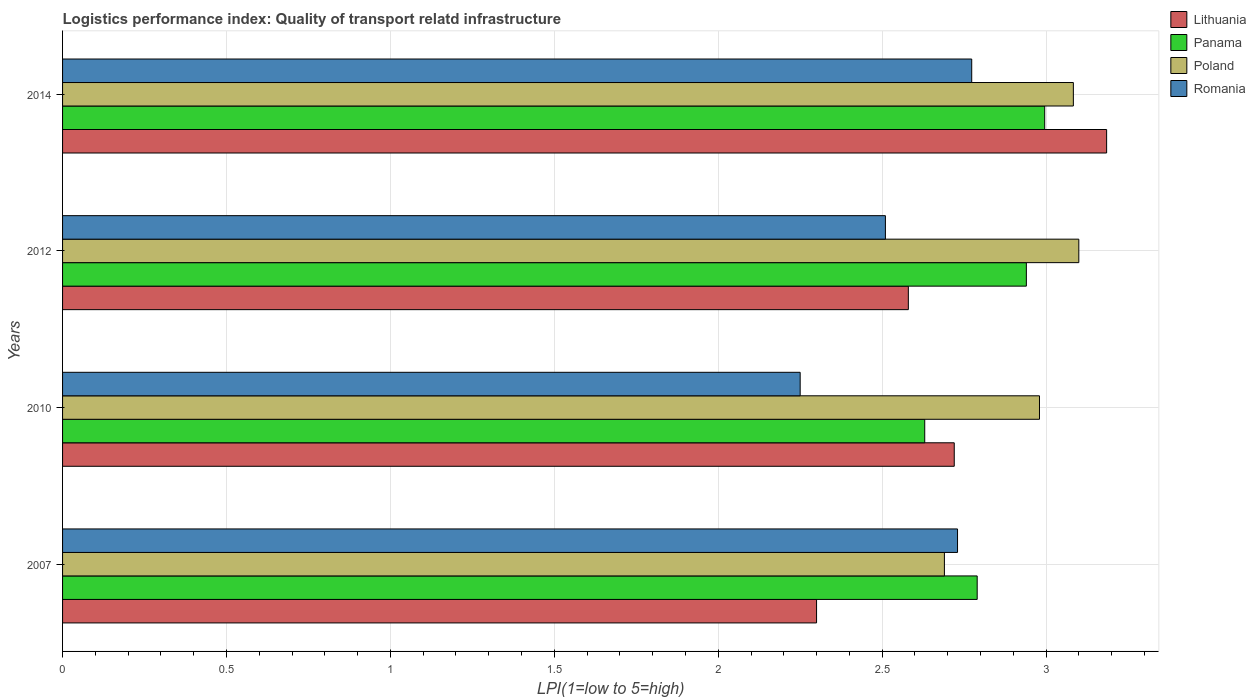 Logistics performance index: Quality of transport relatd infrastructure
Lithuania
Panama
Poland
Romania
2014
2012
2010
2007
Years
0
0.5
1
1.5
2
2.5
3
LPI(1=low to 5=high)